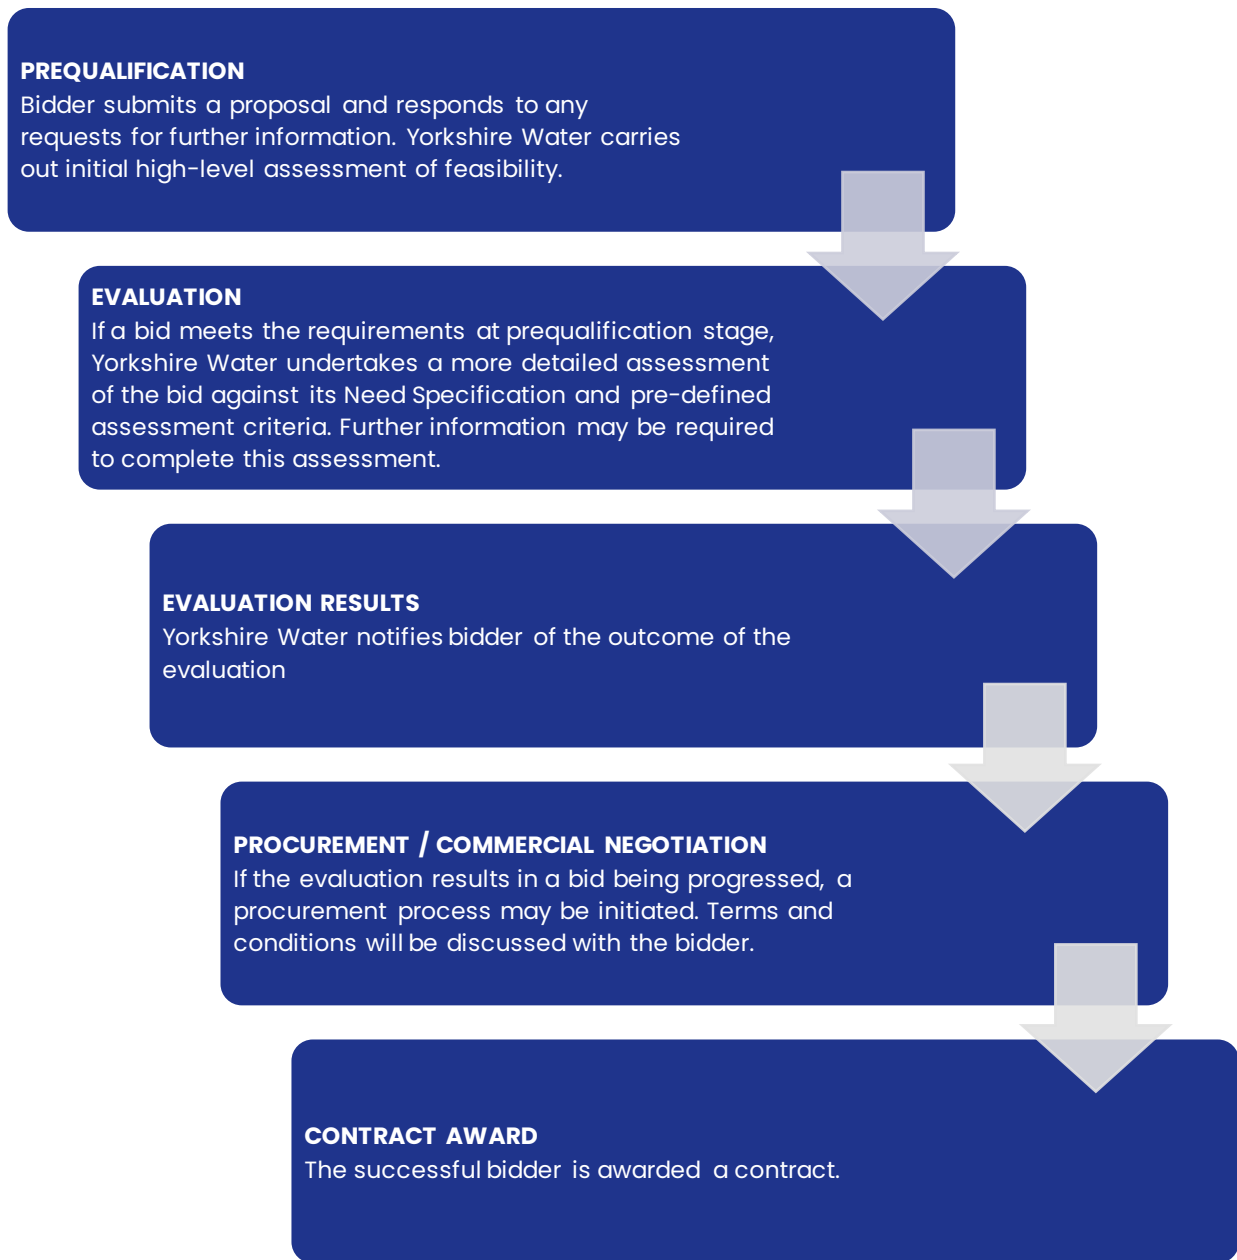 PREQUALIFICATION
Bidder submits a proposal and responds to any
requests for further information. Yorkshire Water carries
out initial high-level assessment of feasibility.
EVALUATION
If a bid meets the requirements at prequalification stage,
Yorkshire Water undertakes a more detailed assessment
of the bid against its Need Specification and pre-defined
assessment criteria. Further information may be required
to complete this assessment.
EVALUATION RESULTS
Yorkshire Water notifies bidder of the outcome of the
evaluation
PROCUREMENT / COMMERCIAL NEGOTIATION
If the evaluation results in a bid being progressed, a
procurement process may be initiated. Terms and
conditions will be discussed with the bidder.
CONTRACT AWARD
The successful bidder is awarded a contract.